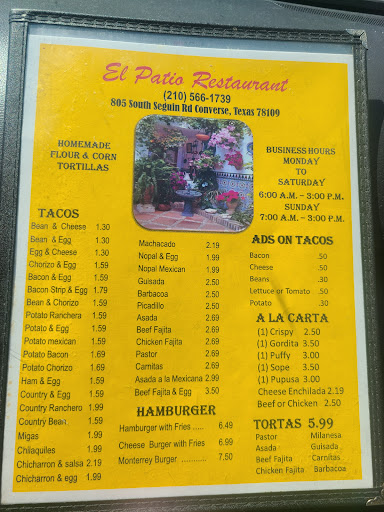 El Patio Restaurant
(210) 566-1739
805 South Seguin Rd Converse, Texas 78109
HOMEMADE
FLOUR & CORN
TORTILLAS
BUSINESS HOURS
MONDAY
TO
SATURDAY
6:00 A.M. – 3:00 P.M.
SUNDAY
7:00 A.M. – 3:00 P.M.
TACOS
Bean & Cheese 1.30
Bean & Egg 1.30
Egg & Cheese 1.30
Chorizo & Egg 1.59
Bacon & Egg 1.59
Bacon Strip & Egg 1.79
Bean & Chorizo 1.59
Potato Ranchera 1.59
Potato & Egg 1.59
Potato mexican 1.59
Potato Bacon 1.69
Potato Chorizo 1.69
Ham & Egg 1.59
Country & Egg 1.59
Country Ranchero 1.99
Country Bean 1.59
Migas 1.99
Chilaquiles 1.99
Chicharron & salsa 2.19
Chicharron & egg 1.99
Machacado 2.19
Nopal & Egg 1.99
Nopal Mexican 1.99
Guisada 2.59
Barbacoa 2.59
Picadillo 2.50
Asada 2.69
Beef Fajita 2.69
Chicken Fajita 2.69
Pastor 2.69
Carnitas 2.69
Asada a la Mexicana 2.99
Beef Fajita & Egg 3.50
HAMBURGER
Hamburger with Fries ..... 6.49
Cheese Burger with Fries 6.99
Monterrey Burger ............ 7.50
ADS ON TACOS
Bacon .50
Cheese .50
Beans .30
Lettuce or Tomato .50
Potato .30
A LA CARTA
(1) Crispy 2.50
(1) Gordita 3.50
(1) Puffy 3.00
(1) Sope 3.50
(1) Pupusa 3.00
Cheese Enchilada 2.19
Beef or Chicken 2.50
TORTAS 5.99
Pastor Milanesa
Asada Guisada
Beef Fajita Carnitas
Chicken Fajita Barbacoa